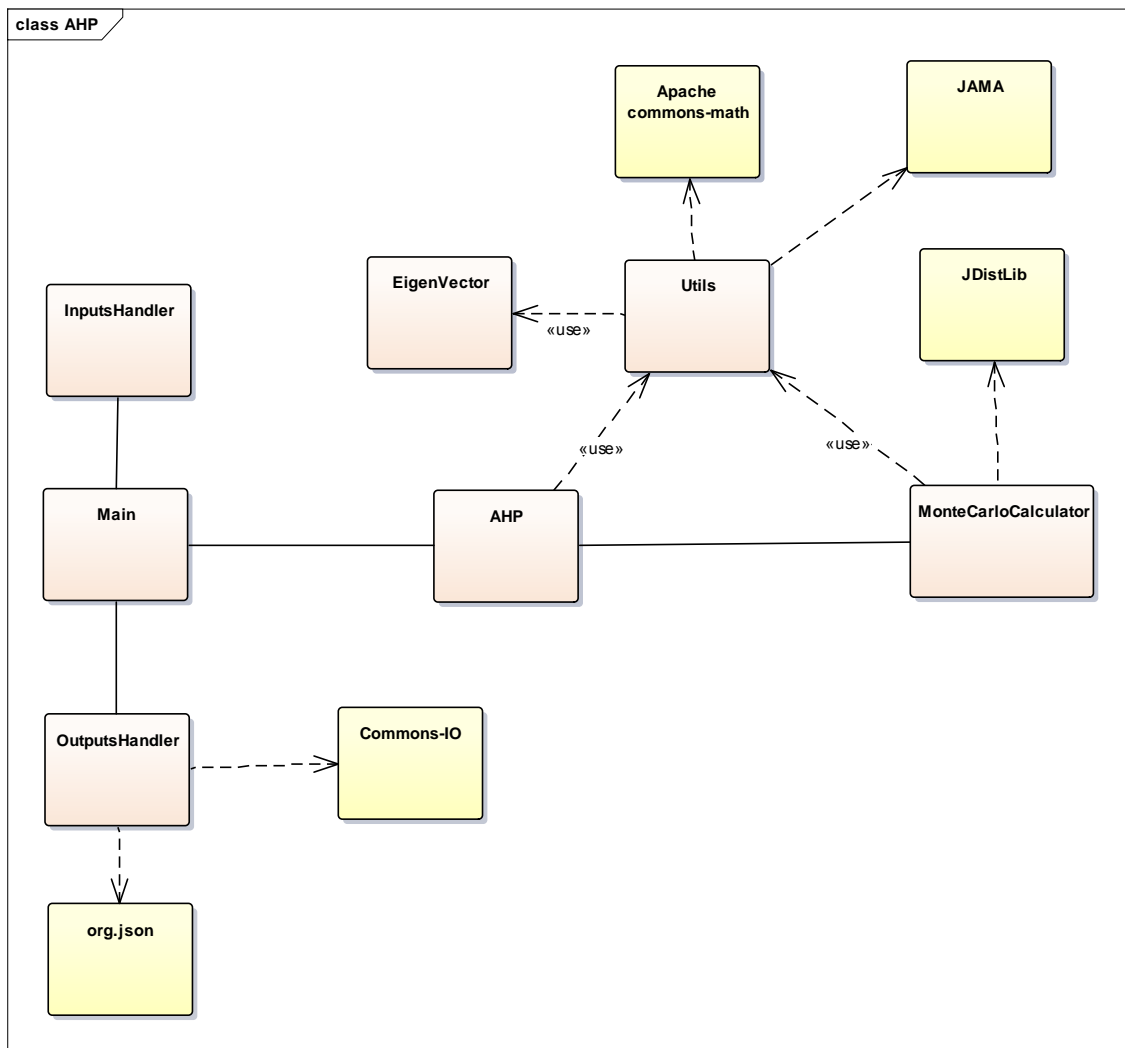 class AHP
Apache
commons-math
JAMA
EigenVector
Utils
JDistLib
InputsHandler
«use»
«use»
«use»
Main
AHP
MonteCarloCalculator
OutputsHandler
Commons-IO
org.json